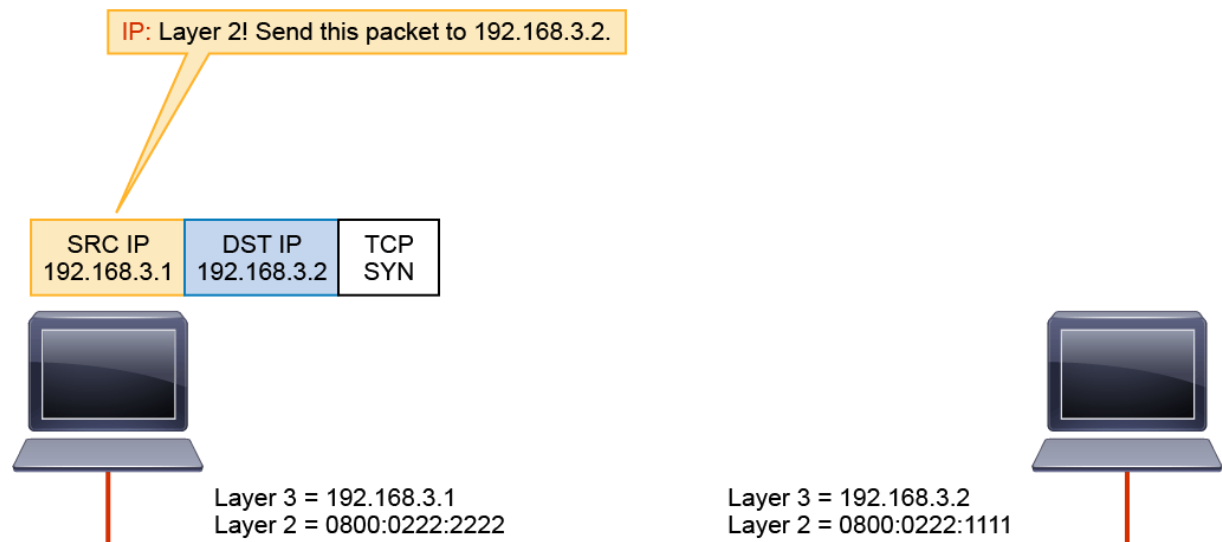 IP: Layer 2! Send this packet to 192.168.3.2.
SRC IP
192.168.3.1
DST IP
192.168.3.2
TCP
SYN
Layer 3 = 192.168.3.1
Layer 2 = 0800:0222:2222
Layer 3 = 192.168.3.2
Layer 2 = 0800:0222:1111